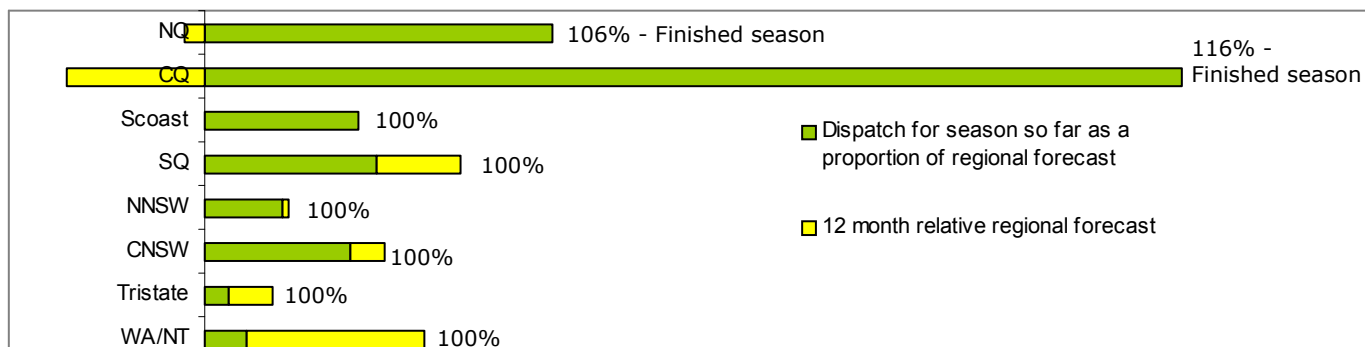 NQ
106% - Finished season
116% -
Finished season
CQ
Scoast
100%
Dispatch for season so far as a
proportion of regional forecast
SQ
100%
NNSW
100%
12 month relative regional forecast
CNSW
100%
Tristate
100%
WA/NT
100%